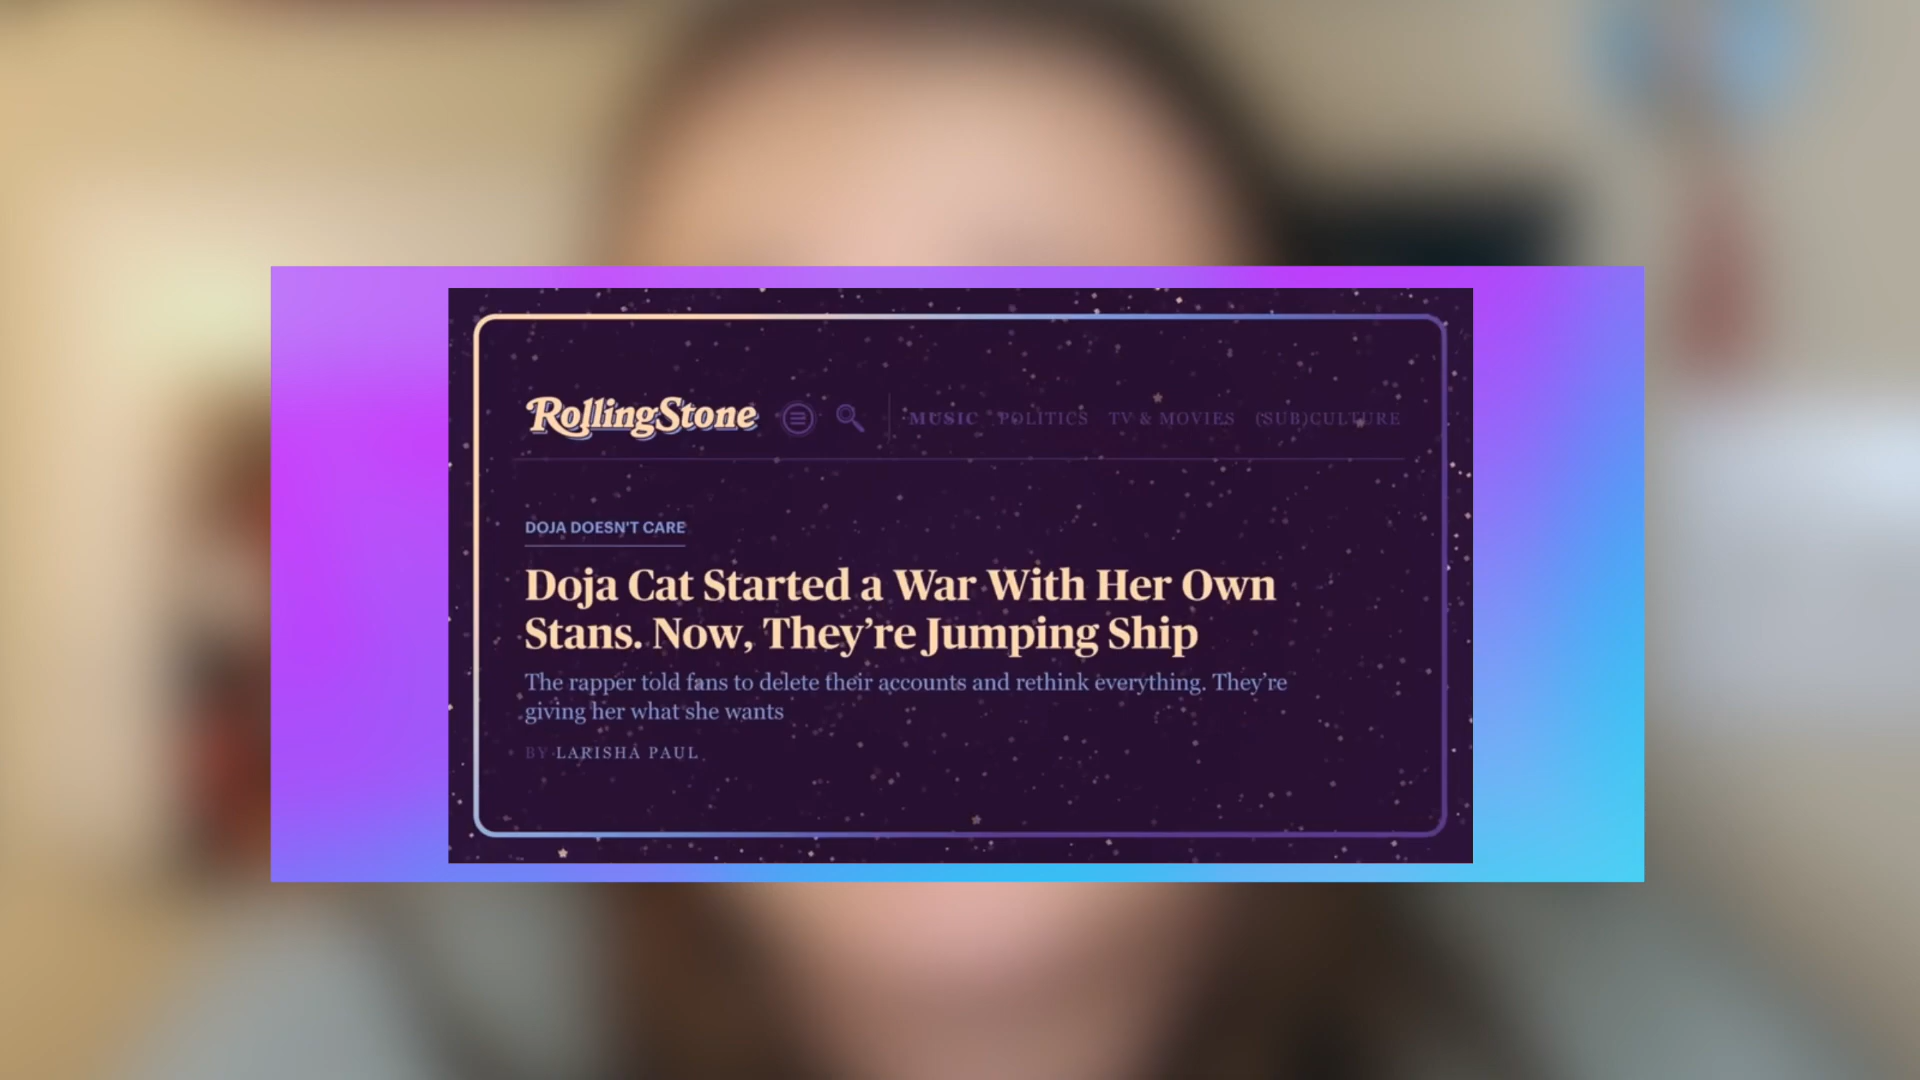 RollingStone
MUSIC POLITICS TV & MOVIES (SUB)CULTURE
DOJA DOESN'T CARE
Doja Cat Started a War With Her Own
Stans. Now, They’re Jumping Ship
The rapper told fans to delete their accounts and rethink everything. They’re
giving her what she wants
BY LARISHA PAUL